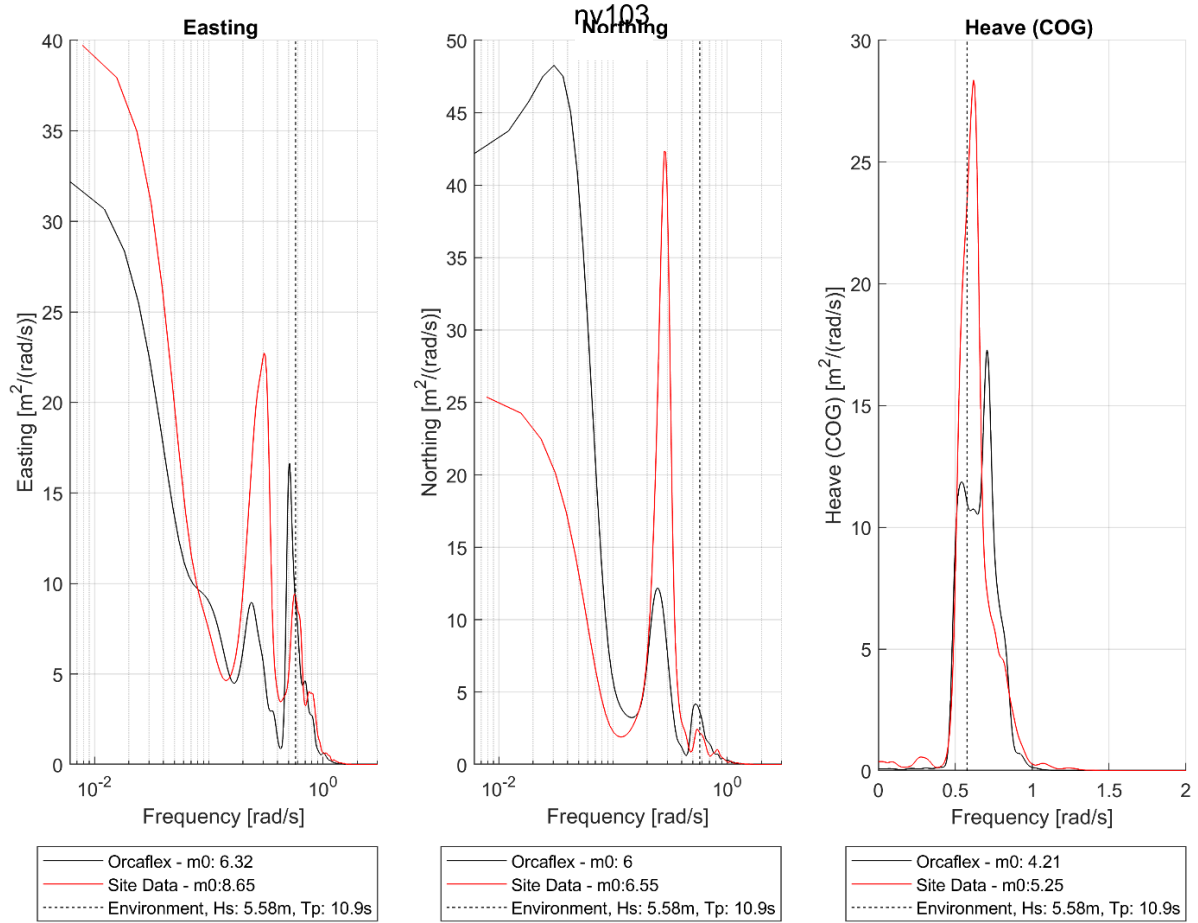 nv103
Easting
Northing
Heave (COG)
40
35
30
25
20
15
10
5
0
Easting [m²/(rad/s)]
10⁻²
10⁰
Frequency [rad/s]
Orcaflex - m0: 6.32
Site Data - m0:8.65
Environment, Hs: 5.58m, Tp: 10.9s
50
45
40
35
30
25
20
15
10
5
0
Northing [m²/(rad/s)]
10⁻²
10⁰
Frequency [rad/s]
Orcaflex - m0: 6
Site Data - m0:6.55
Environment, Hs: 5.58m, Tp: 10.9s
30
25
20
15
10
5
0
Heave (COG) [m²/(rad/s)]
0 0.5 1 1.5 2
Frequency [rad/s]
Orcaflex - m0: 4.21
Site Data - m0:5.25
Environment, Hs: 5.58m, Tp: 10.9s